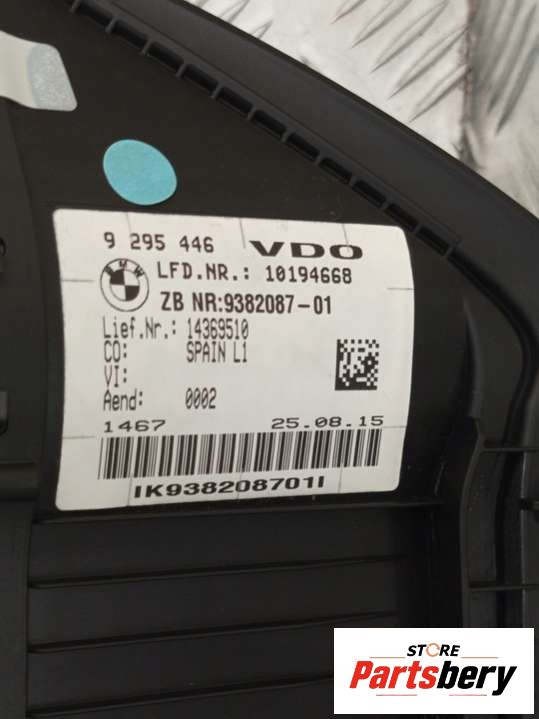 9 295 446 VDO
BMW
LFD.NR.: 10194668
ZB NR:9382087-01
Lief.Nr.: 14369510
CO: SPAIN L1
VI:
Aend: 0002
1467 25.08.15
IK938208701I
STORE
Partsbery